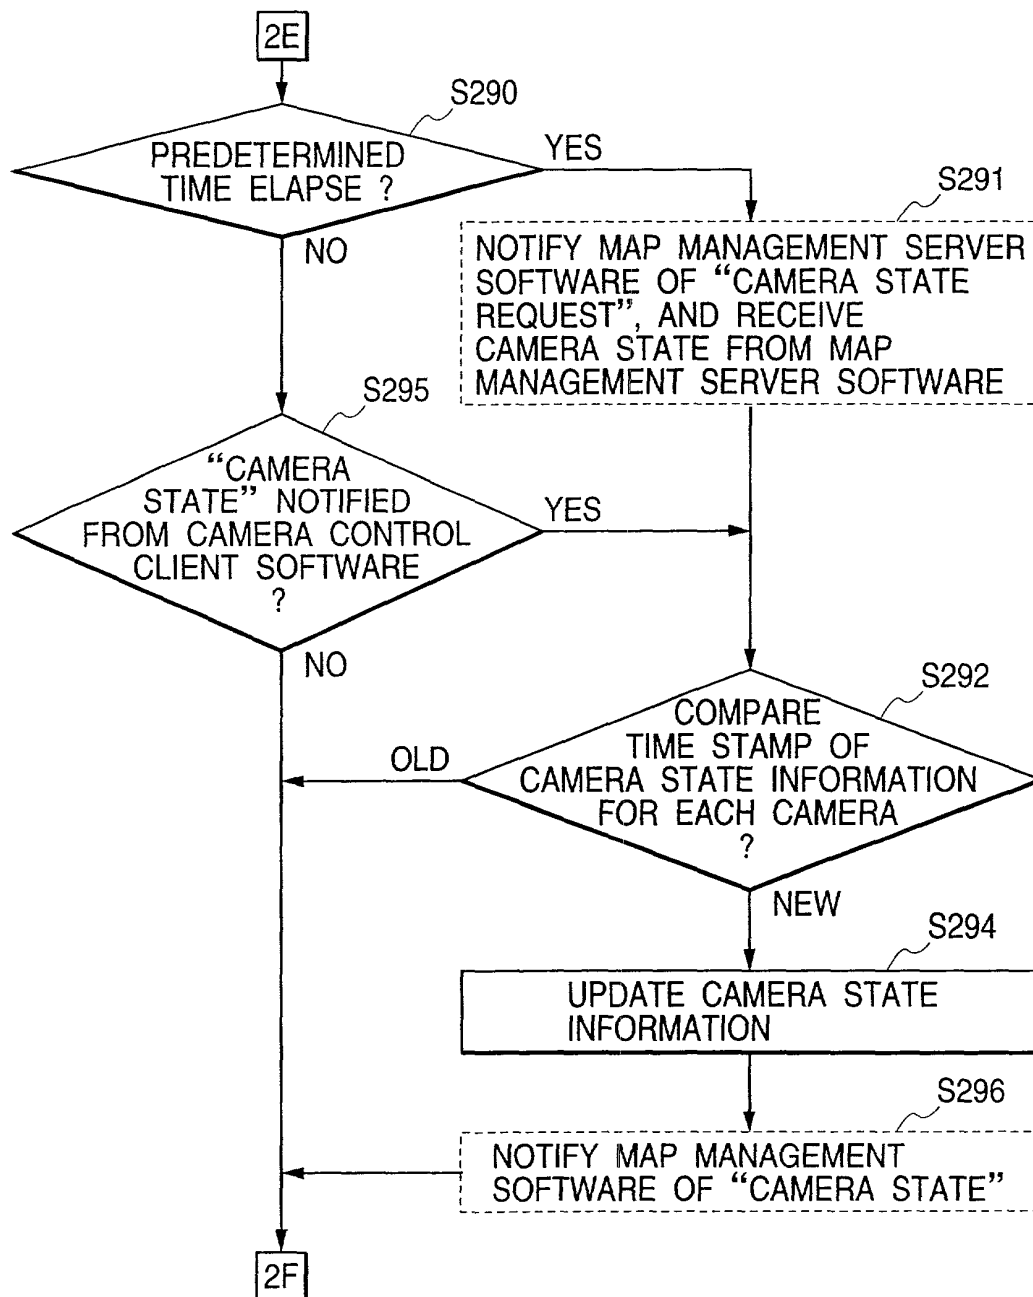 2E
S290
PREDETERMINED
TIME ELAPSE ?
YES
NO
S291
NOTIFY MAP MANAGEMENT SERVER
SOFTWARE OF “CAMERA STATE
REQUEST”, AND RECEIVE
CAMERA STATE FROM MAP
MANAGEMENT SERVER SOFTWARE
S295
“CAMERA
STATE” NOTIFIED
FROM CAMERA CONTROL
CLIENT SOFTWARE
?
YES
NO
S292
COMPARE
TIME STAMP OF
CAMERA STATE INFORMATION
FOR EACH CAMERA
?
OLD
NEW
S294
UPDATE CAMERA STATE
INFORMATION
S296
NOTIFY MAP MANAGEMENT
SOFTWARE OF “CAMERA STATE”
2F